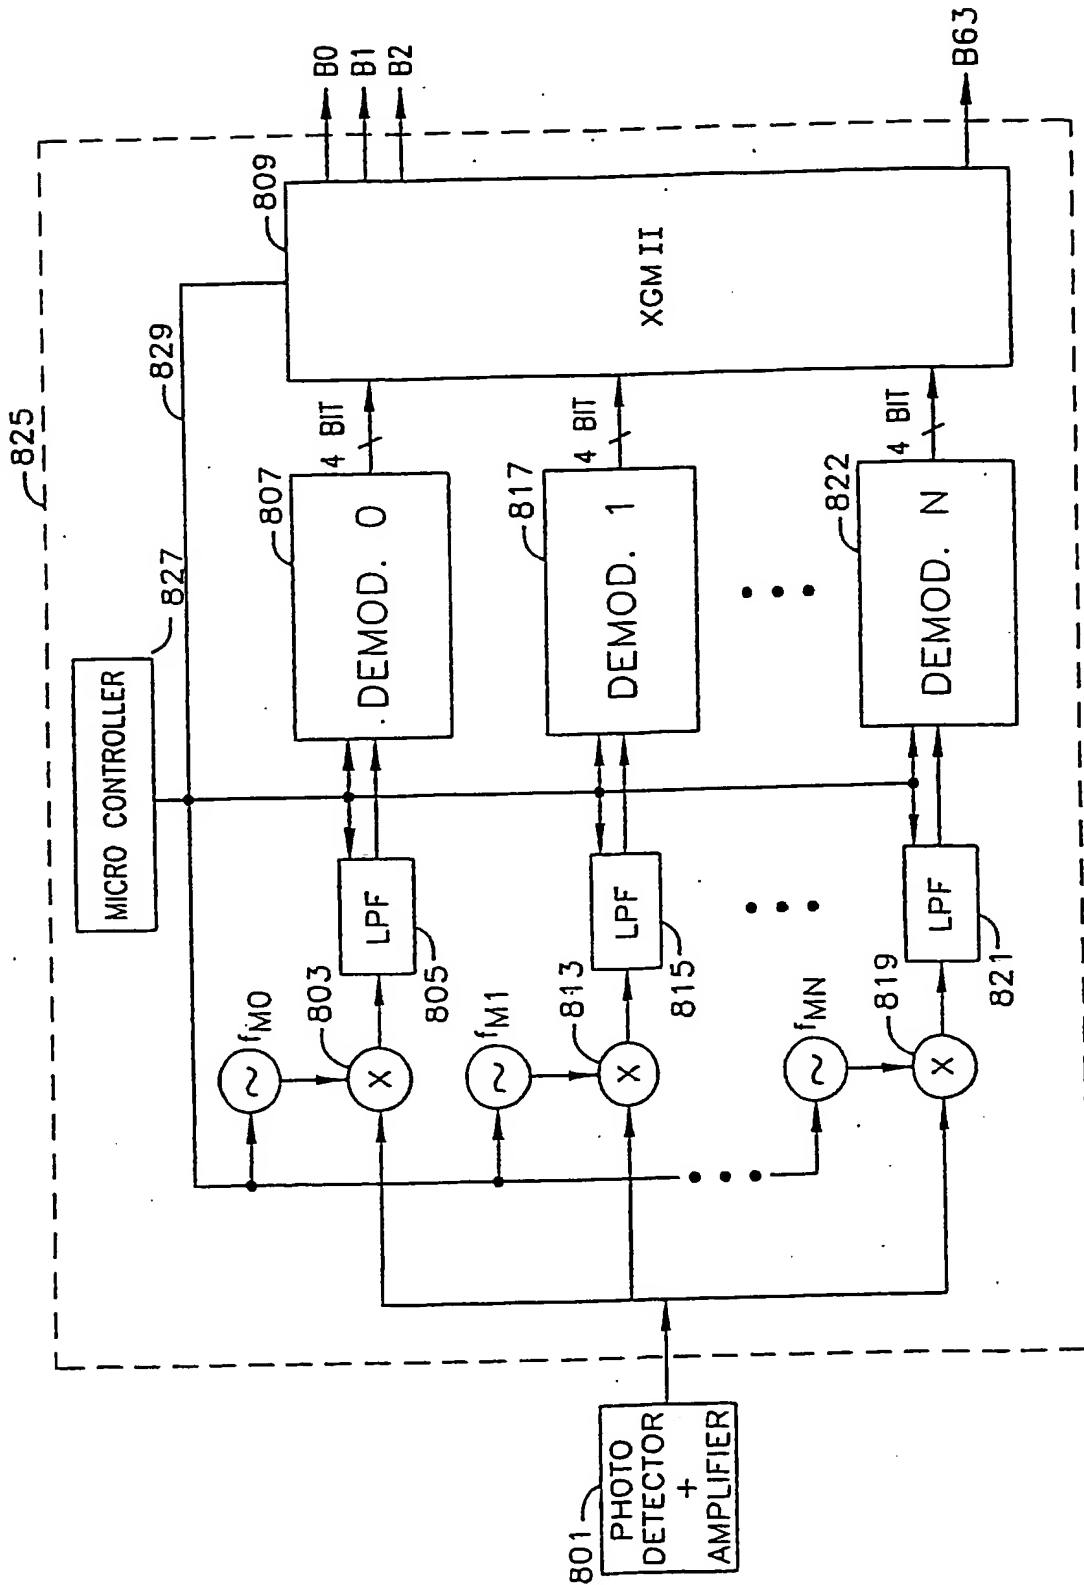 825
MICRO CONTROLLER
827
829
809
fM0
803
LPF
805
807
DEMOD. 0
4 BIT
XGM II
B0
B1
B2
fM1
813
LPF
815
817
DEMOD. 1
4 BIT
fMN
819
LPF
821
822
DEMOD. N
4 BIT
B63
X
X
X
801
PHOTO
DETECTOR
+
AMPLIFIER